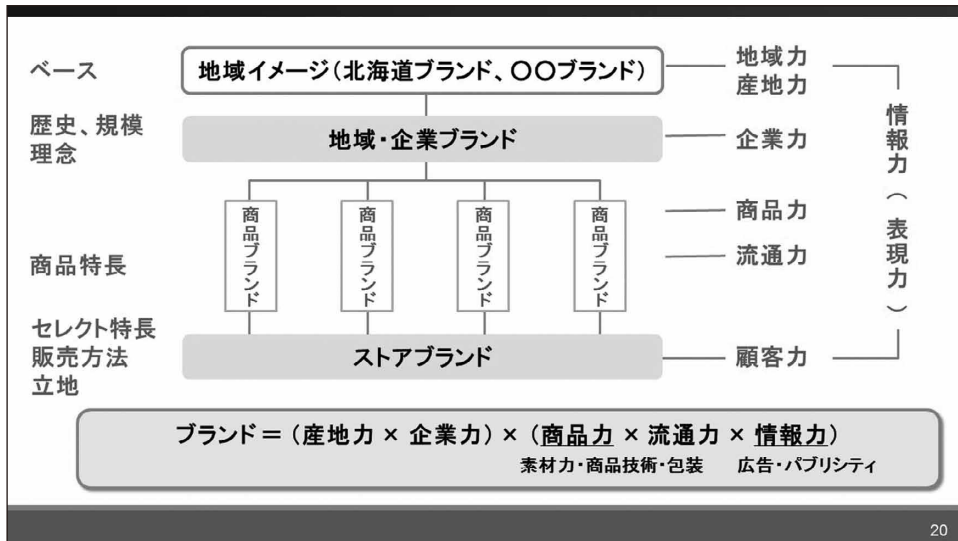 ベース
地域イメージ(北海道ブランド、〇〇ブランド)
地域力
産地力
歴史、規模
理念
地域・企業ブランド
企業力
情報力(表現力)
商品ブランド
商品ブランド
商品ブランド
商品ブランド
商品力
商品特長
流通力
セレクト特長
販売方法
立地
ストアブランド
顧客力
ブランド=(産地力 × 企業力)×(商品力 × 流通力 × 情報力)
素材力・商品技術・包装 広告・パブリシティ
20